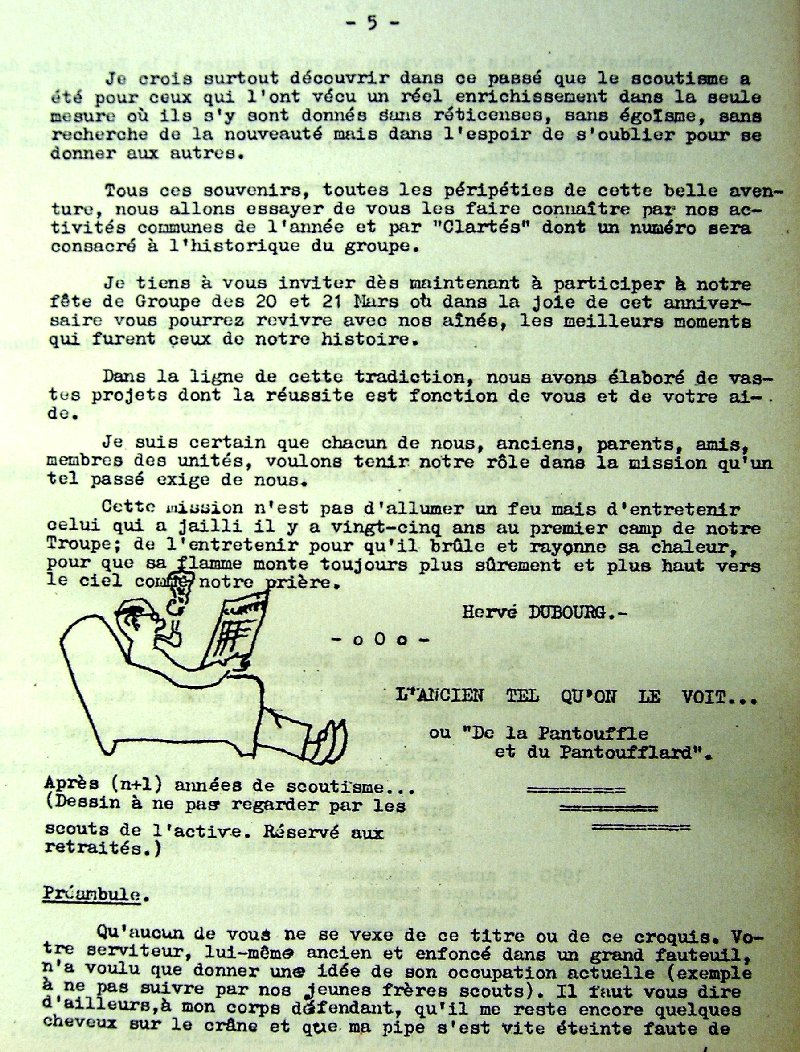 - 5 -
Je crois surtout découvrir dans ce passé que le scoutisme a
été pour ceux qui l'ont vécu un réel enrichissement dans la seule
mesure où ils s'y sont donnés sans réticenses, sans égoïsme, sans
recherche de la nouveauté mais dans l'espoir de s'oublier pour se
donner aux autres.
Tous ces souvenirs, toutes les péripéties de cette belle aven-
ture, nous allons essayer de vous les faire connaître par nos ac-
tivités communes de l'année et par "Clartés" dont un numéro sera
consacré à l'historique du groupe.
Je tiens à vous inviter dès maintenant à participer à notre
fête de Groupe des 20 et 21 Mars où dans la joie de cet anniver-
saire vous pourrez revivre avec nos aînés, les meilleurs moments
qui furent ceux de notre histoire.
Dans la ligne de cette tradition, nous avons élaboré de vas-
tes projets dont la réussite est fonction de vous et de votre ai-
de.
Je suis certain que chacun de nous, anciens, parents, amis,
membres des unités, voulons tenir notre rôle dans la mission qu'un
tel passé exige de nous.
Cette mission n'est pas d'allumer un feu mais d'entretenir
celui qui a jailli il y a vingt-cinq ans au premier camp de notre
Troupe; de l'entretenir pour qu'il brûle et rayonne sa chaleur,
pour que sa flamme monte toujours plus sûrement et plus haut vers
le ciel comme notre prière.
Hervé DUBOURG.-
- o O o -
L'ANCIEN TEL QU'ON LE VOIT...
ou "De la Pantouffle
et du Pantoufflard".
Après (n+1) années de scoutisme...
(Dessin à ne pas regarder par les
scouts de l'active. Réservé aux
retraités.)
Préambule.
Qu'aucun de vous ne se vexe de ce titre ou de ce croquis. Vo-
tre serviteur, lui-même ancien et enfoncé dans un grand fauteuil,
n'a voulu que donner une idée de son occupation actuelle (exemple
à ne pas suivre par nos jeunes frères scouts). Il faut vous dire
d'ailleurs,à mon corps défendant, qu'il me reste encore quelques
cheveux sur le crâne et que ma pipe s'est vite éteinte faute de